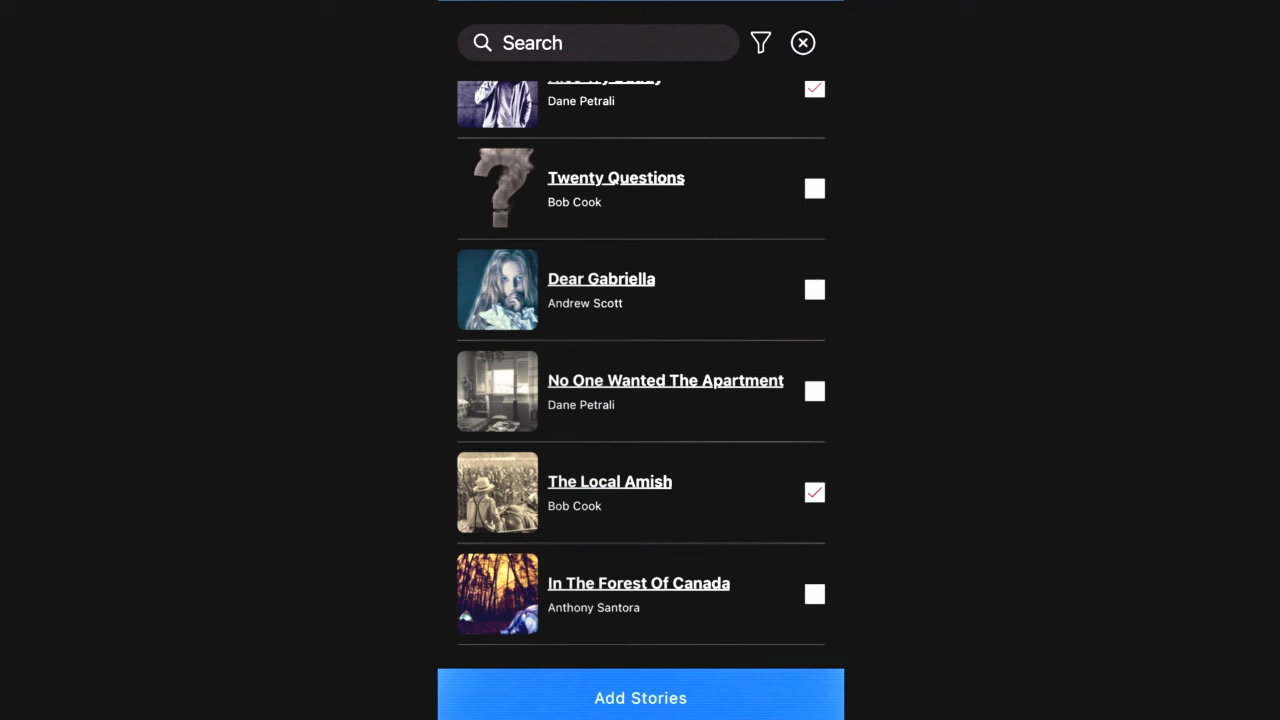 Search
Dane Petrali
Twenty Questions
Bob Cook
Dear Gabriella
Andrew Scott
No One Wanted The Apartment
Dane Petrali
The Local Amish
Bob Cook
In The Forest Of Canada
Anthony Santora
Add Stories